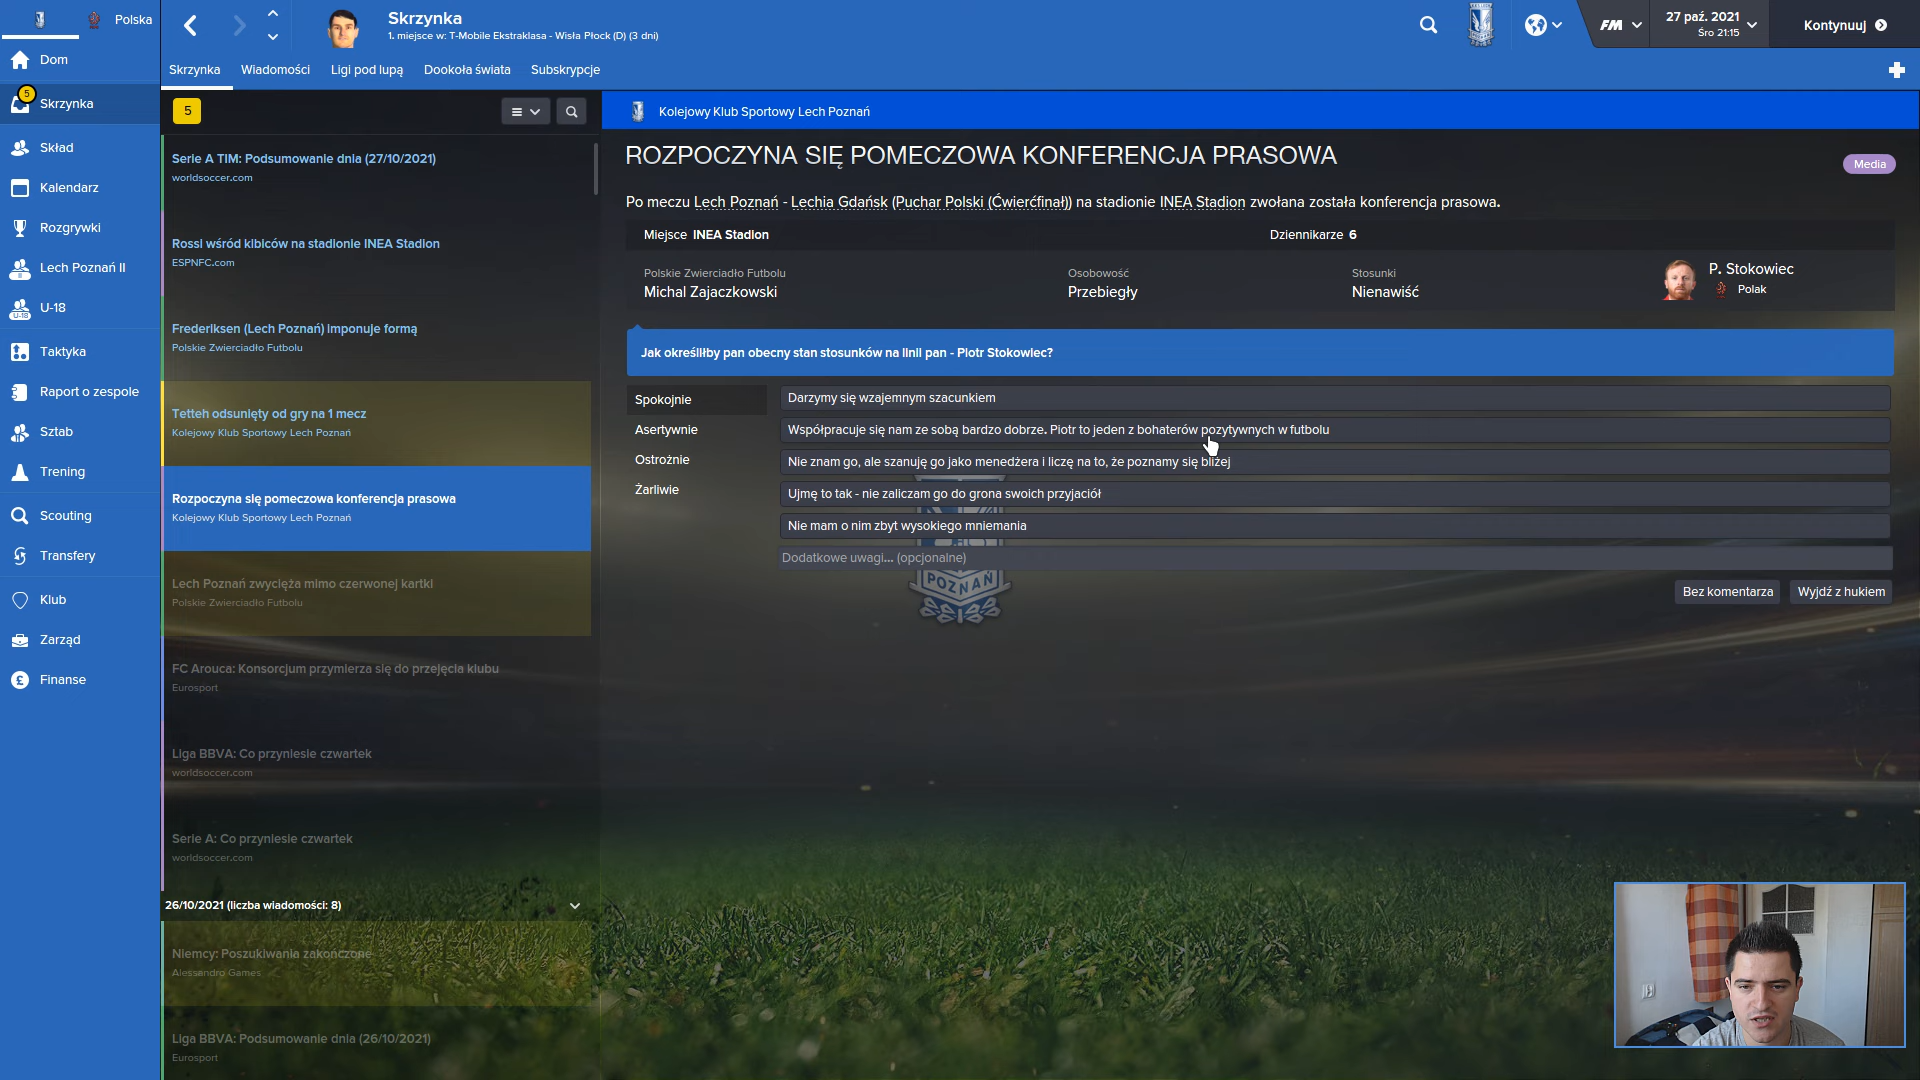 Polska
Skrzynka
1. miejsce w: T-Mobile Ekstraklasa - Wisła Płock (D) (3 dni)
FM
27 paź. 2021
Śro 21:15
Kontynuuj
Dom
5
Skrzynka
Skład
Kalendarz
Rozgrywki
Lech Poznań II
U-18
U-18
Taktyka
Raport o zespole
Sztab
Trening
Scouting
Transfery
Klub
Zarząd
Finanse
Skrzynka
Wiadomości
Ligi pod lupą
Dookoła świata
Subskrypcje
5
Serie A TIM: Podsumowanie dnia (27/10/2021)
worldsoccer.com
Rossi wśród kibiców na stadionie INEA Stadion
ESPNFC.com
Frederiksen (Lech Poznań) imponuje formą
Polskie Zwierciadło Futbolu
Tetteh odsunięty od gry na 1 mecz
Kolejowy Klub Sportowy Lech Poznań
Rozpoczyna się pomeczowa konferencja prasowa
Kolejowy Klub Sportowy Lech Poznań
Lech Poznań zwycięża mimo czerwonej kartki
Polskie Zwierciadło Futbolu
FC Arouca: Konsorcjum przymierza się do przejęcia klubu
Eurosport
Liga BBVA: Co przyniesie czwartek
worldsoccer.com
Serie A: Co przyniesie czwartek
worldsoccer.com
26/10/2021 (liczba wiadomości: 8)
Niemcy: Poszukiwania zakończone
Alessandro Games
Liga BBVA: Podsumowanie dnia (26/10/2021)
Eurosport
Kolejowy Klub Sportowy Lech Poznań
ROZPOCZYNA SIĘ POMECZOWA KONFERENCJA PRASOWA
Media
Po meczu Lech Poznań - Lechia Gdańsk (Puchar Polski (Ćwierćfinał)) na stadionie INEA Stadion zwołana została konferencja prasowa.
Miejsce INEA Stadion
Dziennikarze 6
Polskie Zwierciadło Futbolu
Michal Zajaczkowski
Osobowość
Przebiegły
Stosunki
Nienawiść
P. Stokowiec
Polak
Jak określiłby pan obecny stan stosunków na linii pan - Piotr Stokowiec?
Spokojnie
Asertywnie
Ostrożnie
Żarliwie
Darzymy się wzajemnym szacunkiem
Współpracuje się nam ze sobą bardzo dobrze. Piotr to jeden z bohaterów pozytywnych w futbolu
Nie znam go, ale szanuję go jako menedżera i liczę na to, że poznamy się bliżej
Ujmę to tak - nie zaliczam go do grona swoich przyjaciół
Nie mam o nim zbyt wysokiego mniemania
Dodatkowe uwagi... (opcjonalne)
POZNAŃ
Bez komentarza
Wyjdź z hukiem